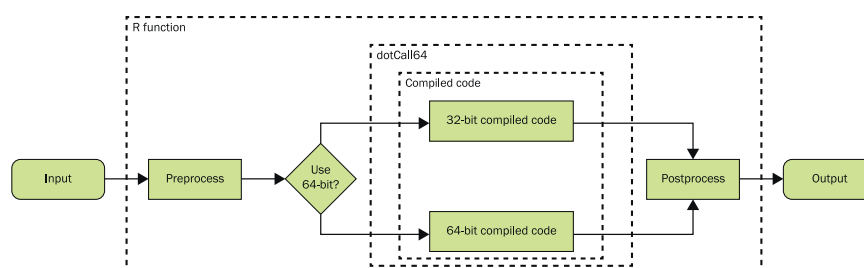 R function
dotCall64
Compiled code
32-bit compiled code
Input
Preprocess
Use
64-bit?
Postprocess
Output
64-bit compiled code